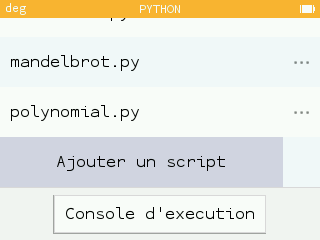 deg PYTHON
mandelbrot.py
polynomial.py
Ajouter un script
Console d'execution